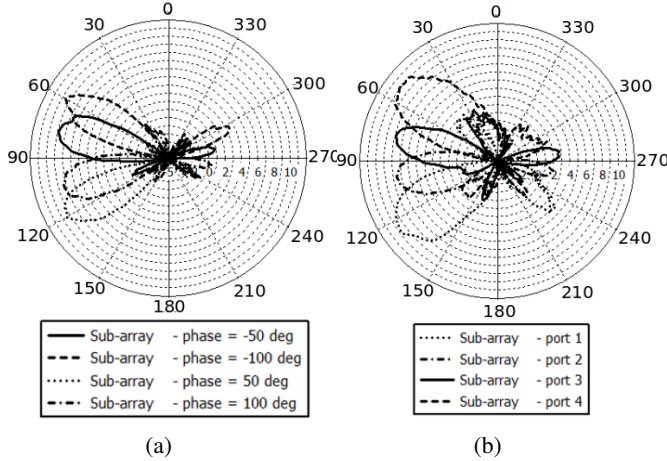 0
30
300
60
90
270
5 0 2 4 6 8 10
120
240
150
210
180
Sub-array - phase = -50 deg
Sub-array - phase = -100 deg
Sub-array - phase = 50 deg
Sub-array - phase = 100 deg
(a)
0
30
330
60
300
90
270
2 4 6 8 10
120
240
150
210
180
Sub-array - port 1
Sub-array - port 2
Sub-array - port 3
Sub-array - port 4
(b)